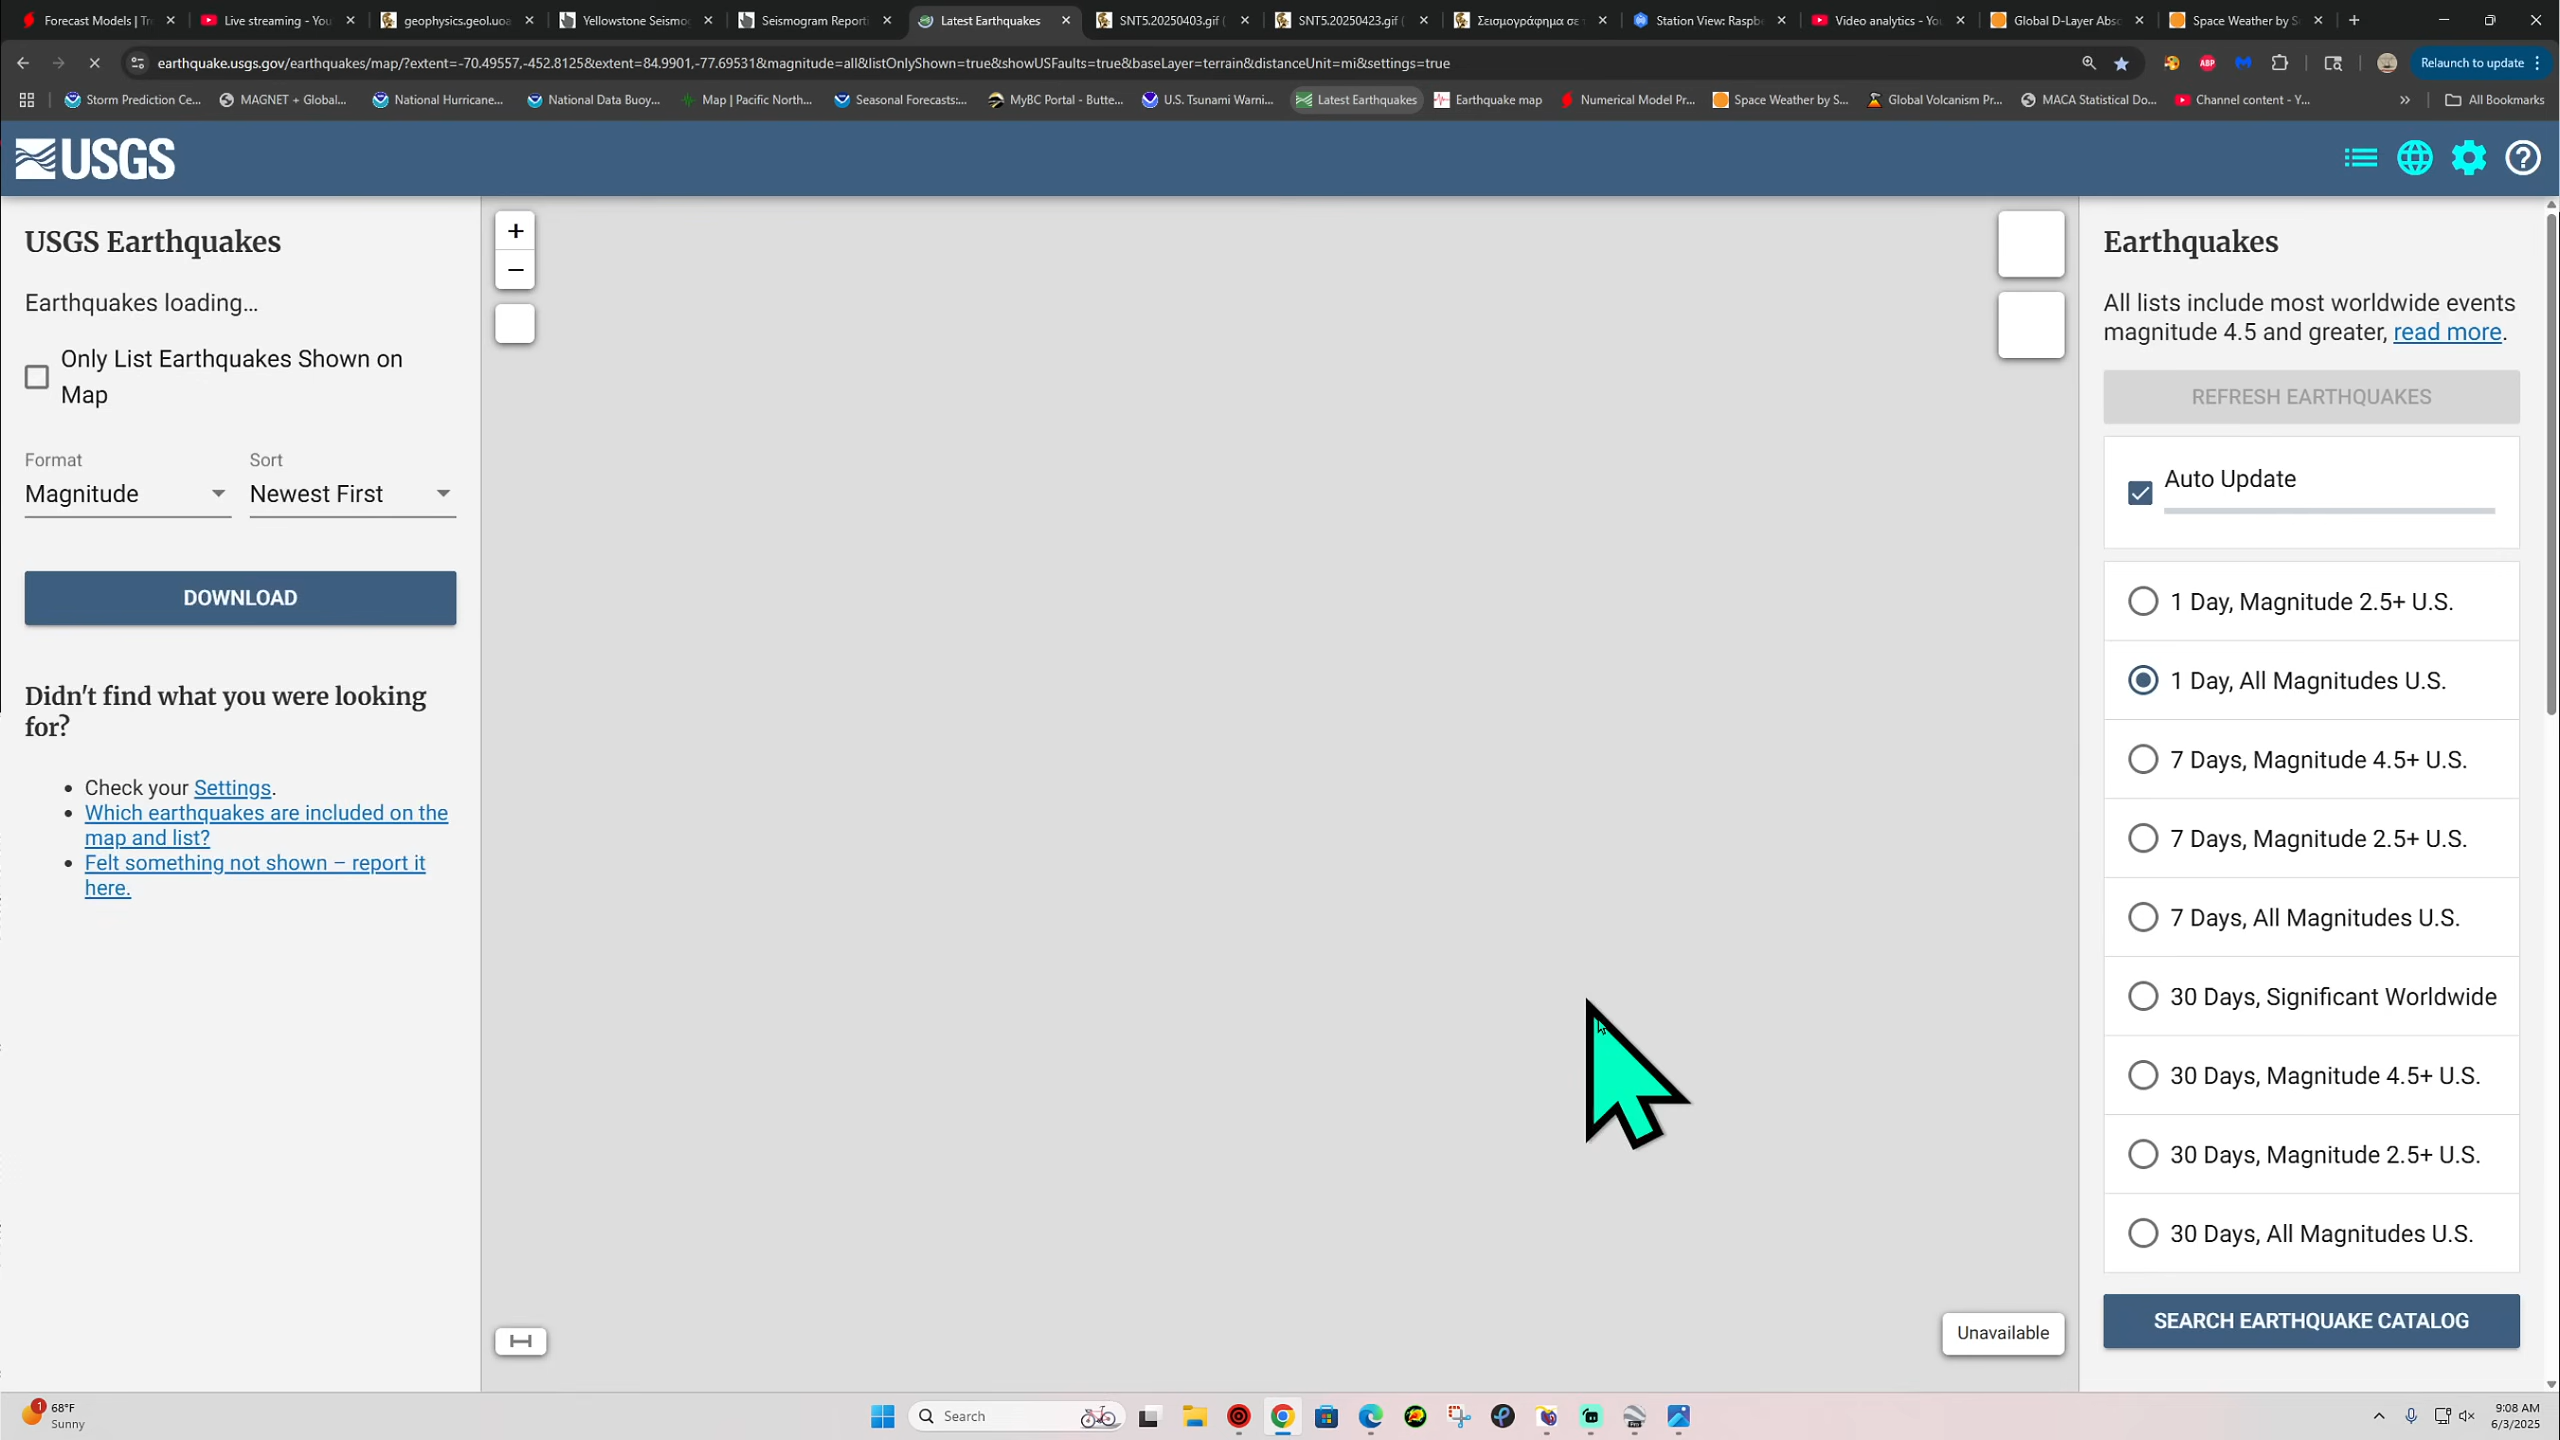 Forecast Models | Tr
Live streaming - You
geophysics.geol.uoa
Yellowstone Seismo
Seismogram Reporti
Latest Earthquakes
SNT5.20250403.gif (
SNT5.20250423.gif (
Σεισμογράφημα σε π
Station View: Raspb
Video analytics - Yo
Global D-Layer Abs
Space Weather by S
earthquake.usgs.gov/earthquakes/map/?extent=-70.49557,-452.8125&extent=84.9901,-77.69531&magnitude=all&listOnlyShown=true&showUSFaults=true&baseLayer=terrain&distanceUnit=mi&settings=true
ABP
Relaunch to update
Storm Prediction Ce...
MAGNET + Global...
National Hurricane...
National Data Buoy...
Map | Pacific North...
Seasonal Forecasts:...
MyBC Portal - Butte...
U.S. Tsunami Warni...
Latest Earthquakes
Earthquake map
Numerical Model Pr...
Space Weather by S...
Global Volcanism Pr...
MACA Statistical Do...
Channel content - Y...
All Bookmarks
USGS
USGS Earthquakes
Earthquakes loading...
Only List Earthquakes Shown on
Map
Format
Sort
Magnitude
Newest First
DOWNLOAD
Didn't find what you were looking
for?
Check your Settings.
Which earthquakes are included on the
map and list?
Felt something not shown – report it
here.
+
−
Unavailable
Earthquakes
All lists include most worldwide events
magnitude 4.5 and greater, read more.
REFRESH EARTHQUAKES
Auto Update
1 Day, Magnitude 2.5+ U.S.
1 Day, All Magnitudes U.S.
7 Days, Magnitude 4.5+ U.S.
7 Days, Magnitude 2.5+ U.S.
7 Days, All Magnitudes U.S.
30 Days, Significant Worldwide
30 Days, Magnitude 4.5+ U.S.
30 Days, Magnitude 2.5+ U.S.
30 Days, All Magnitudes U.S.
SEARCH EARTHQUAKE CATALOG
1
68°F
Sunny
Search
9:08 AM
6/3/2025